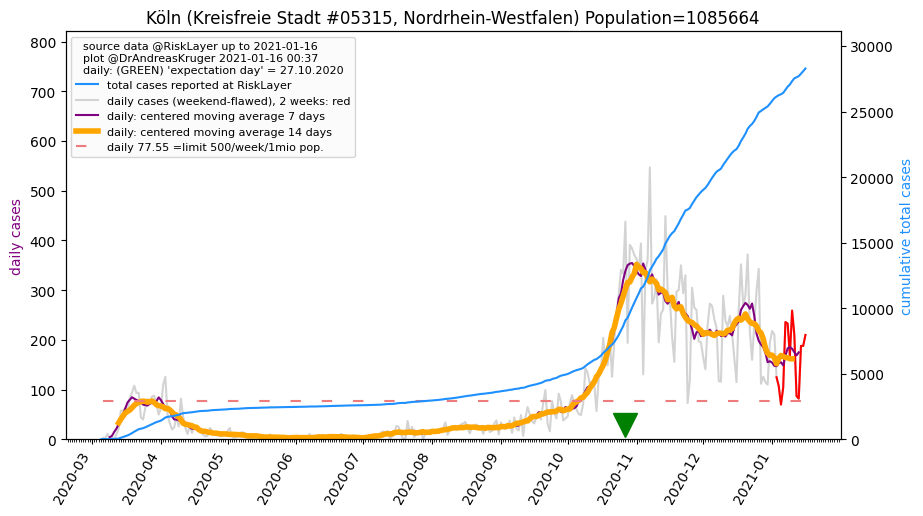 Köln (Kreisfreie Stadt #05315, Nordrhein-Westfalen) Population=1085664
source data @RiskLayer up to 2021-01-16
plot @DrAndreasKruger 2021-01-16 00:37
daily: (GREEN) 'expectation day' = 27.10.2020
total cases reported at RiskLayer
daily cases (weekend-flawed), 2 weeks: red
daily: centered moving average 7 days
daily: centered moving average 14 days
daily 77.55 =limit 500/week/1mio pop.
daily cases
800
700
600
500
400
300
200
100
0
30000
25000
20000
15000
10000
5000
0
cumulative total cases
2020-03
2020-04
2020-05
2020-06
2020-07
2020-08
2020-09
2020-10
2020-11
2020-12
2021-01